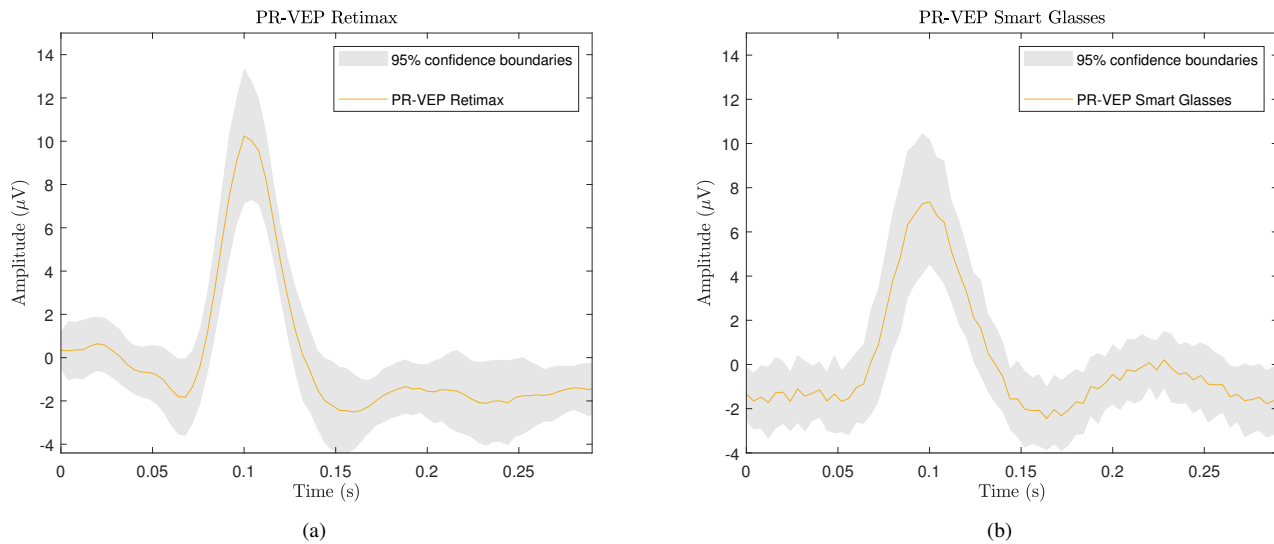 PR-VEP Retimax
14
12
10
8
6
4
2
0
-2
-4
Amplitude (μV)
95% confidence boundaries
PR-VEP Retimax
0 0.05 0.1 0.15 0.2 0.25
Time (s)
(a)
PR-VEP Smart Glasses
14
12
10
8
6
4
2
0
-2
-4
Amplitude (μV)
95% confidence boundaries
PR-VEP Smart Glasses
0 0.05 0.1 0.15 0.2 0.25
Time (s)
(b)